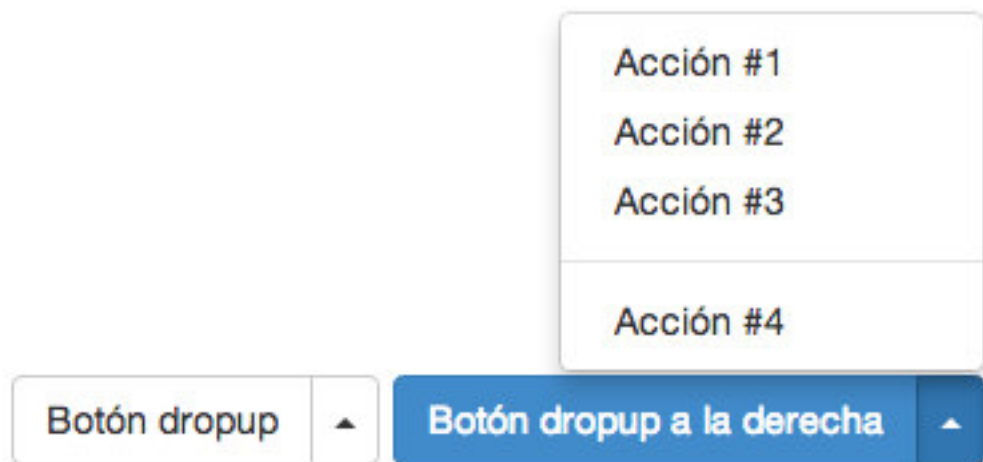 Acción #1
Acción #2
Acción #3
Acción #4
Botón dropup
Botón dropup a la derecha